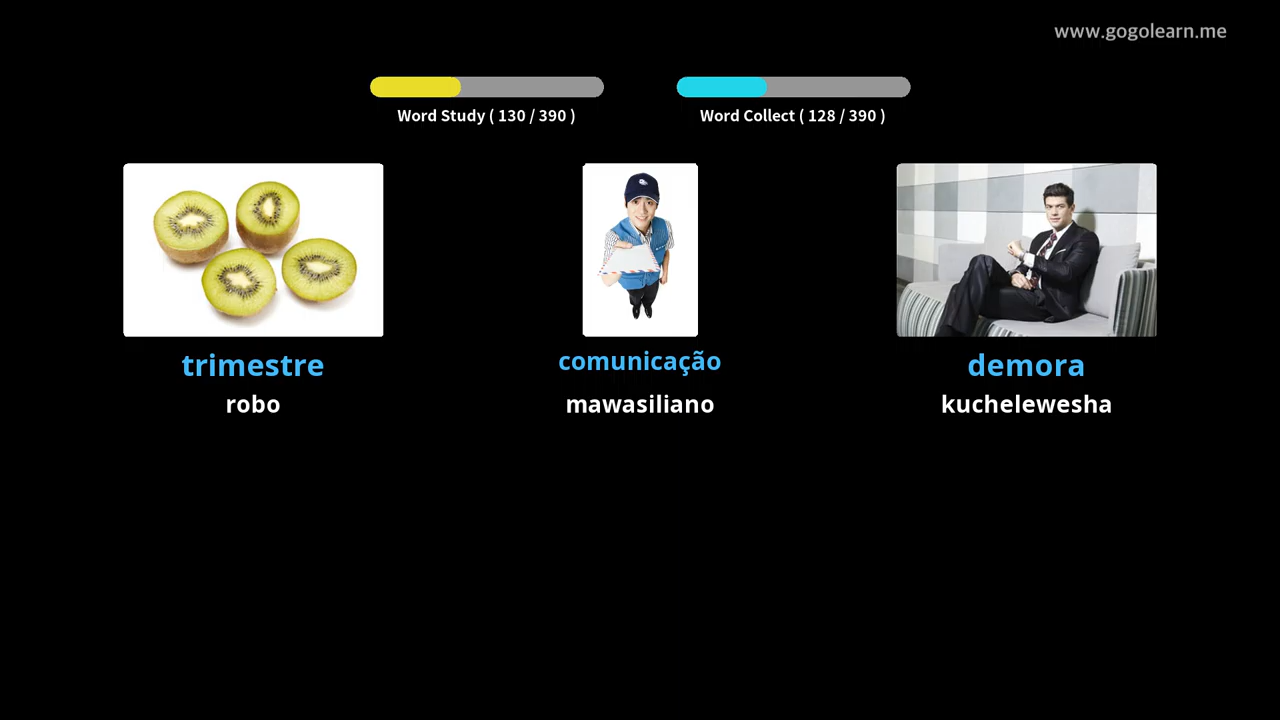 www.gogolearn.me
Word Study ( 130 / 390 )
Word Collect ( 128 / 390 )
trimestre
comunicação
demora
robo
mawasiliano
kuchelewesha